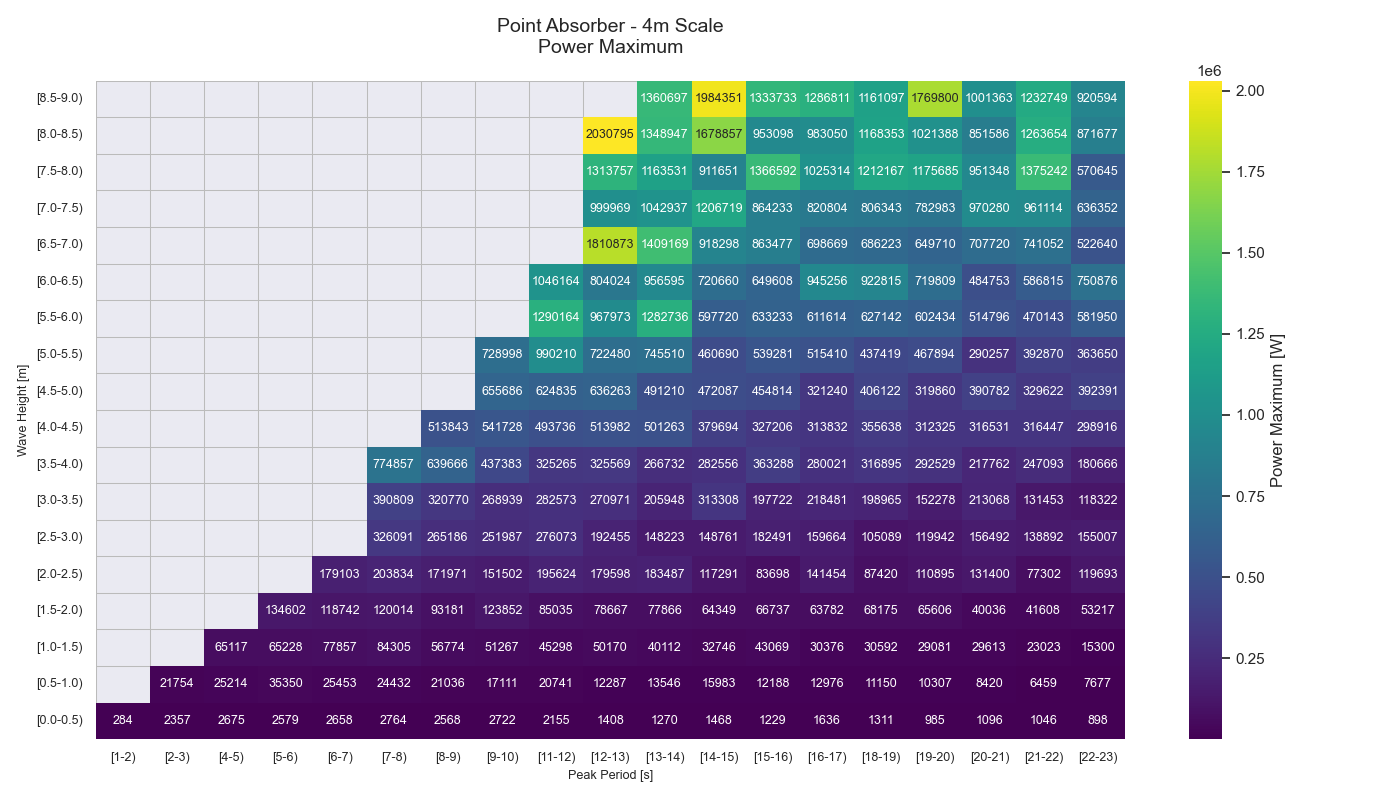 Point Absorber - 4m Scale
Power Maximum
1e6
[8.5-9.0) 1360697 1984351 1333733 1286811 1161097 1769800 1001363 1232749 920594
[8.0-8.5) 2030795 1348947 1678857 953098 983050 1168353 1021388 851586 1263654 871677
[7.5-8.0) 1313757 1163531 911651 1366592 1025314 1212167 1175685 951348 1375242 570645
[7.0-7.5) 999969 1042937 1206719 864233 820804 806343 782983 970280 961114 636352
[6.5-7.0) 1810873 1409169 918298 863477 698669 686223 649710 707720 741052 522640
[6.0-6.5) 1046164 804024 956595 720660 649608 945256 922815 719809 484753 586815 750876
[5.5-6.0) 1290164 967973 1282736 597720 633233 611614 627142 602434 514796 470143 581950
[5.0-5.5) 728998 990210 722480 745510 460690 539281 515410 437419 467894 290257 392870 363650
[4.5-5.0) 655686 624835 636263 491210 472087 454814 321240 406122 319860 390782 329622 392391
[4.0-4.5) 513843 541728 493736 513982 501263 379694 327206 313832 355638 312325 316531 316447 298916
[3.5-4.0) 774857 639666 437383 325265 325569 266732 282556 363288 280021 316895 292529 217762 247093 180666
[3.0-3.5) 390809 320770 268939 282573 270971 205948 313308 197722 218481 198965 152278 213068 131453 118322
[2.5-3.0) 326091 265186 251987 276073 192455 148223 148761 182491 159664 105089 119942 156492 138892 155007
[2.0-2.5) 179103 203834 171971 151502 195624 179598 183487 117291 83698 141454 87420 110895 131400 77302 119693
[1.5-2.0) 134602 118742 120014 93181 123852 85035 78667 77866 64349 66737 63782 68175 65606 40036 41608 53217
[1.0-1.5) 65117 65228 77857 84305 56774 51267 45298 50170 40112 32746 43069 30376 30592 29081 29613 23023 15300
[0.5-1.0) 21754 25214 35350 25453 24432 21036 17111 20741 12287 13546 15983 12188 12976 11150 10307 8420 6459 7677
[0.0-0.5) 284 2357 2675 2579 2658 2764 2568 2722 2155 1408 1270 1468 1229 1636 1311 985 1096 1046 898
[1-2) [2-3) [4-5) [5-6) [6-7) [7-8) [8-9) [9-10) [11-12) [12-13) [13-14) [14-15) [15-16) [16-17) [18-19) [19-20) [20-21) [21-22) [22-23)
Peak Period [s]
Wave Height [m]
2.00
1.75
1.50
1.25
1.00
0.75
0.50
0.25
Power Maximum [W]